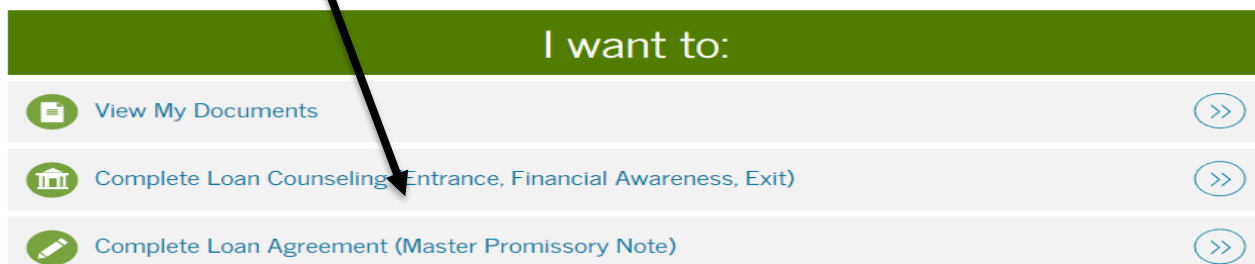 I want to:
View My Documents
>>
Complete Loan Counseling (Entrance, Financial Awareness, Exit)
>>
Complete Loan Agreement (Master Promissory Note)
>>